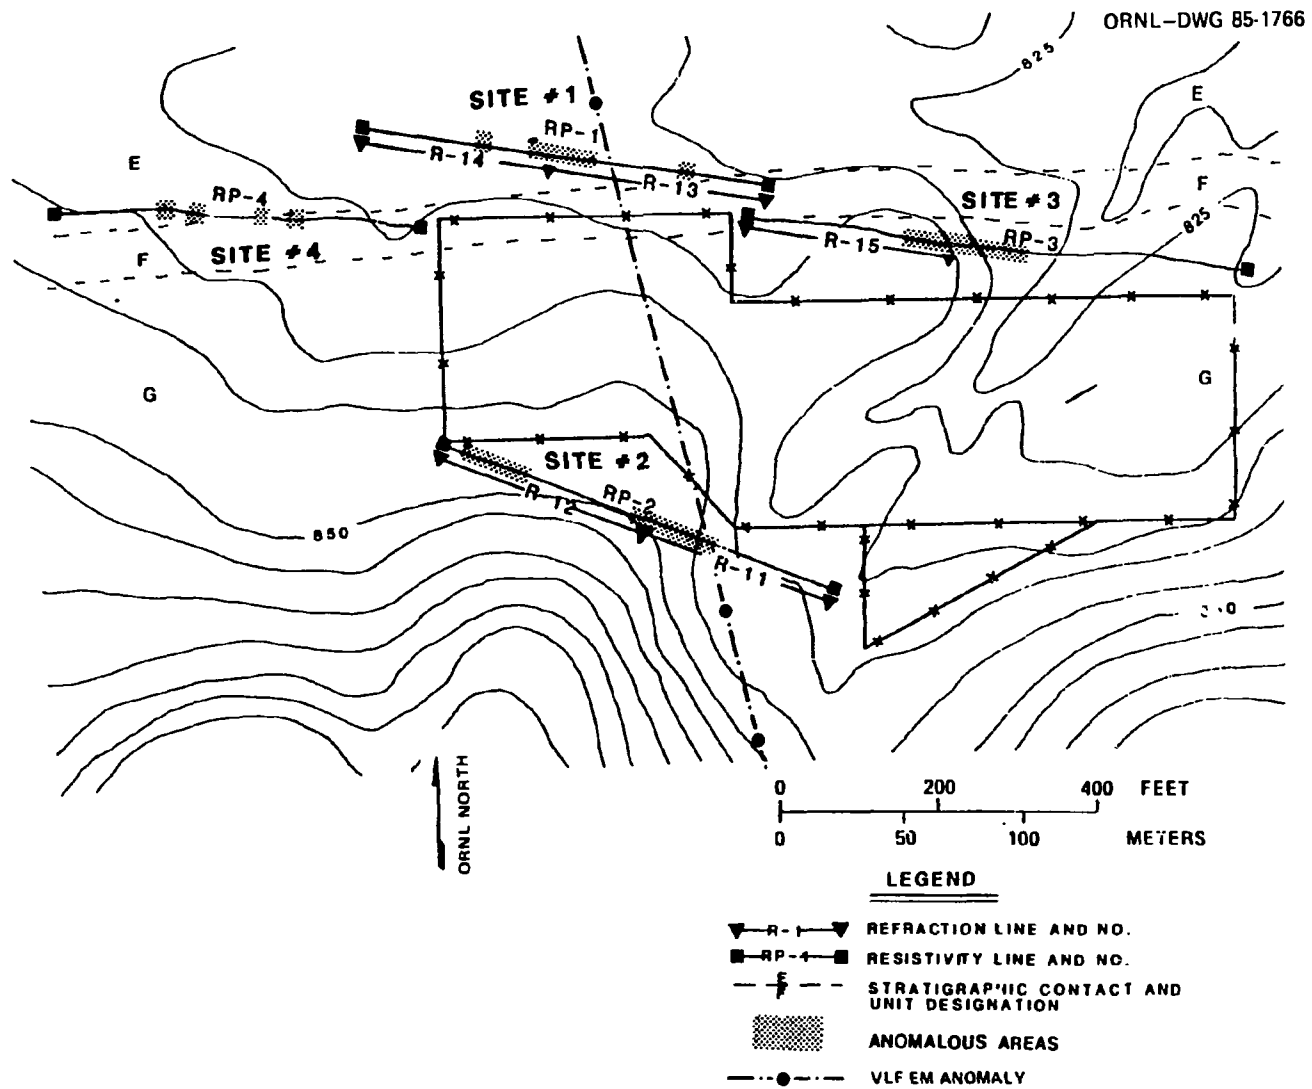 ORNL-DWG 85-1766
825
SITE #1
E
RP-1
E
R-14
R-13
F
RP-4
SITE #3
825
R-15
RP-3
SITE #4
F
G
G
SITE #2
RP-2
R-12
850
R-11
ORNL NORTH
0 200 400 FEET
0 50 100 METERS
LEGEND
R-1 REFRACTION LINE AND NO.
RP-1 RESISTIVITY LINE AND NO.
E
F
STRATIGRAPHIC CONTACT AND
UNIT DESIGNATION
ANOMALOUS AREAS
VLF EM ANOMALY